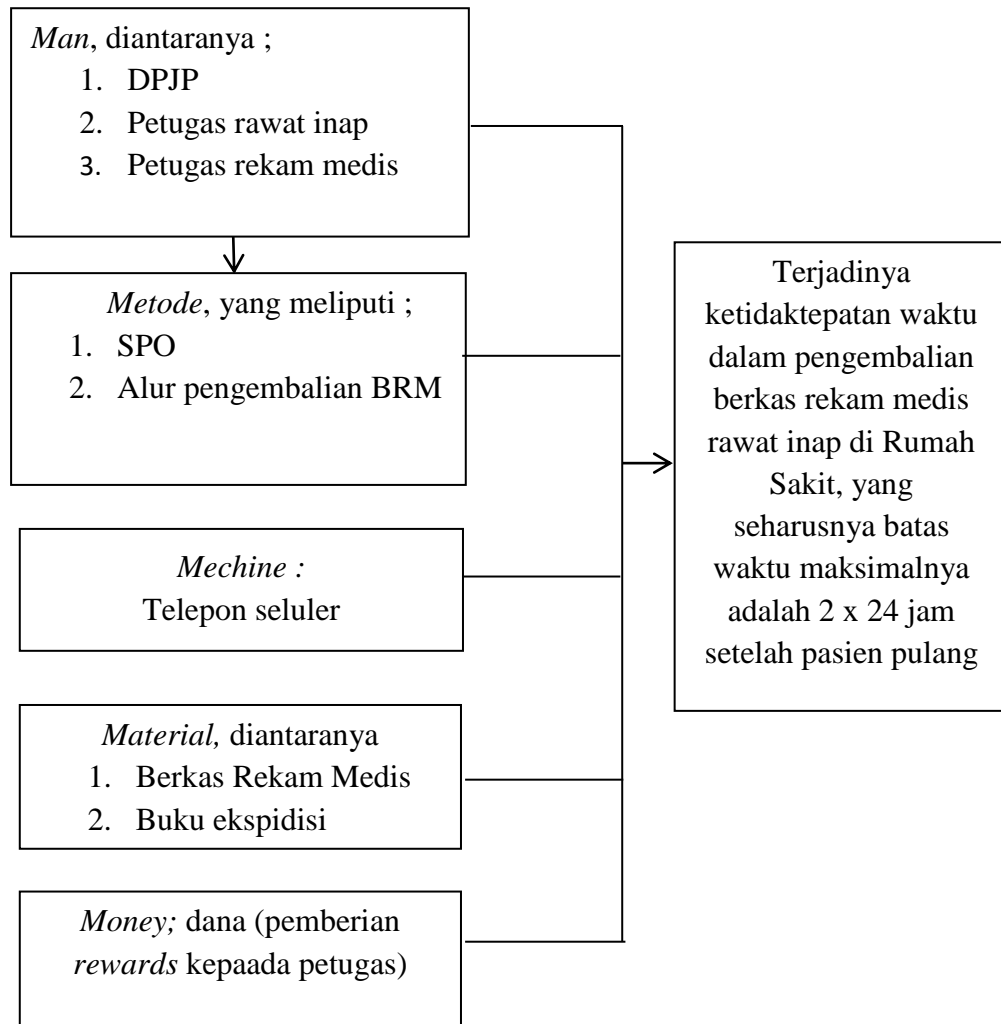 Man, diantaranya ;
1. DPJP
2. Petugas rawat inap
3. Petugas rekam medis
Metode, yang meliputi ;
1. SPO
2. Alur pengembalian BRM
Mechine :
Telepon seluler
Material, diantaranya
1. Berkas Rekam Medis
2. Buku ekspidisi
Money; dana (pemberian
rewards kepaada petugas)
Terjadinya
ketidaktepatan waktu
dalam pengembalian
berkas rekam medis
rawat inap di Rumah
Sakit, yang
seharusnya batas
waktu maksimalnya
adalah 2 x 24 jam
setelah pasien pulang